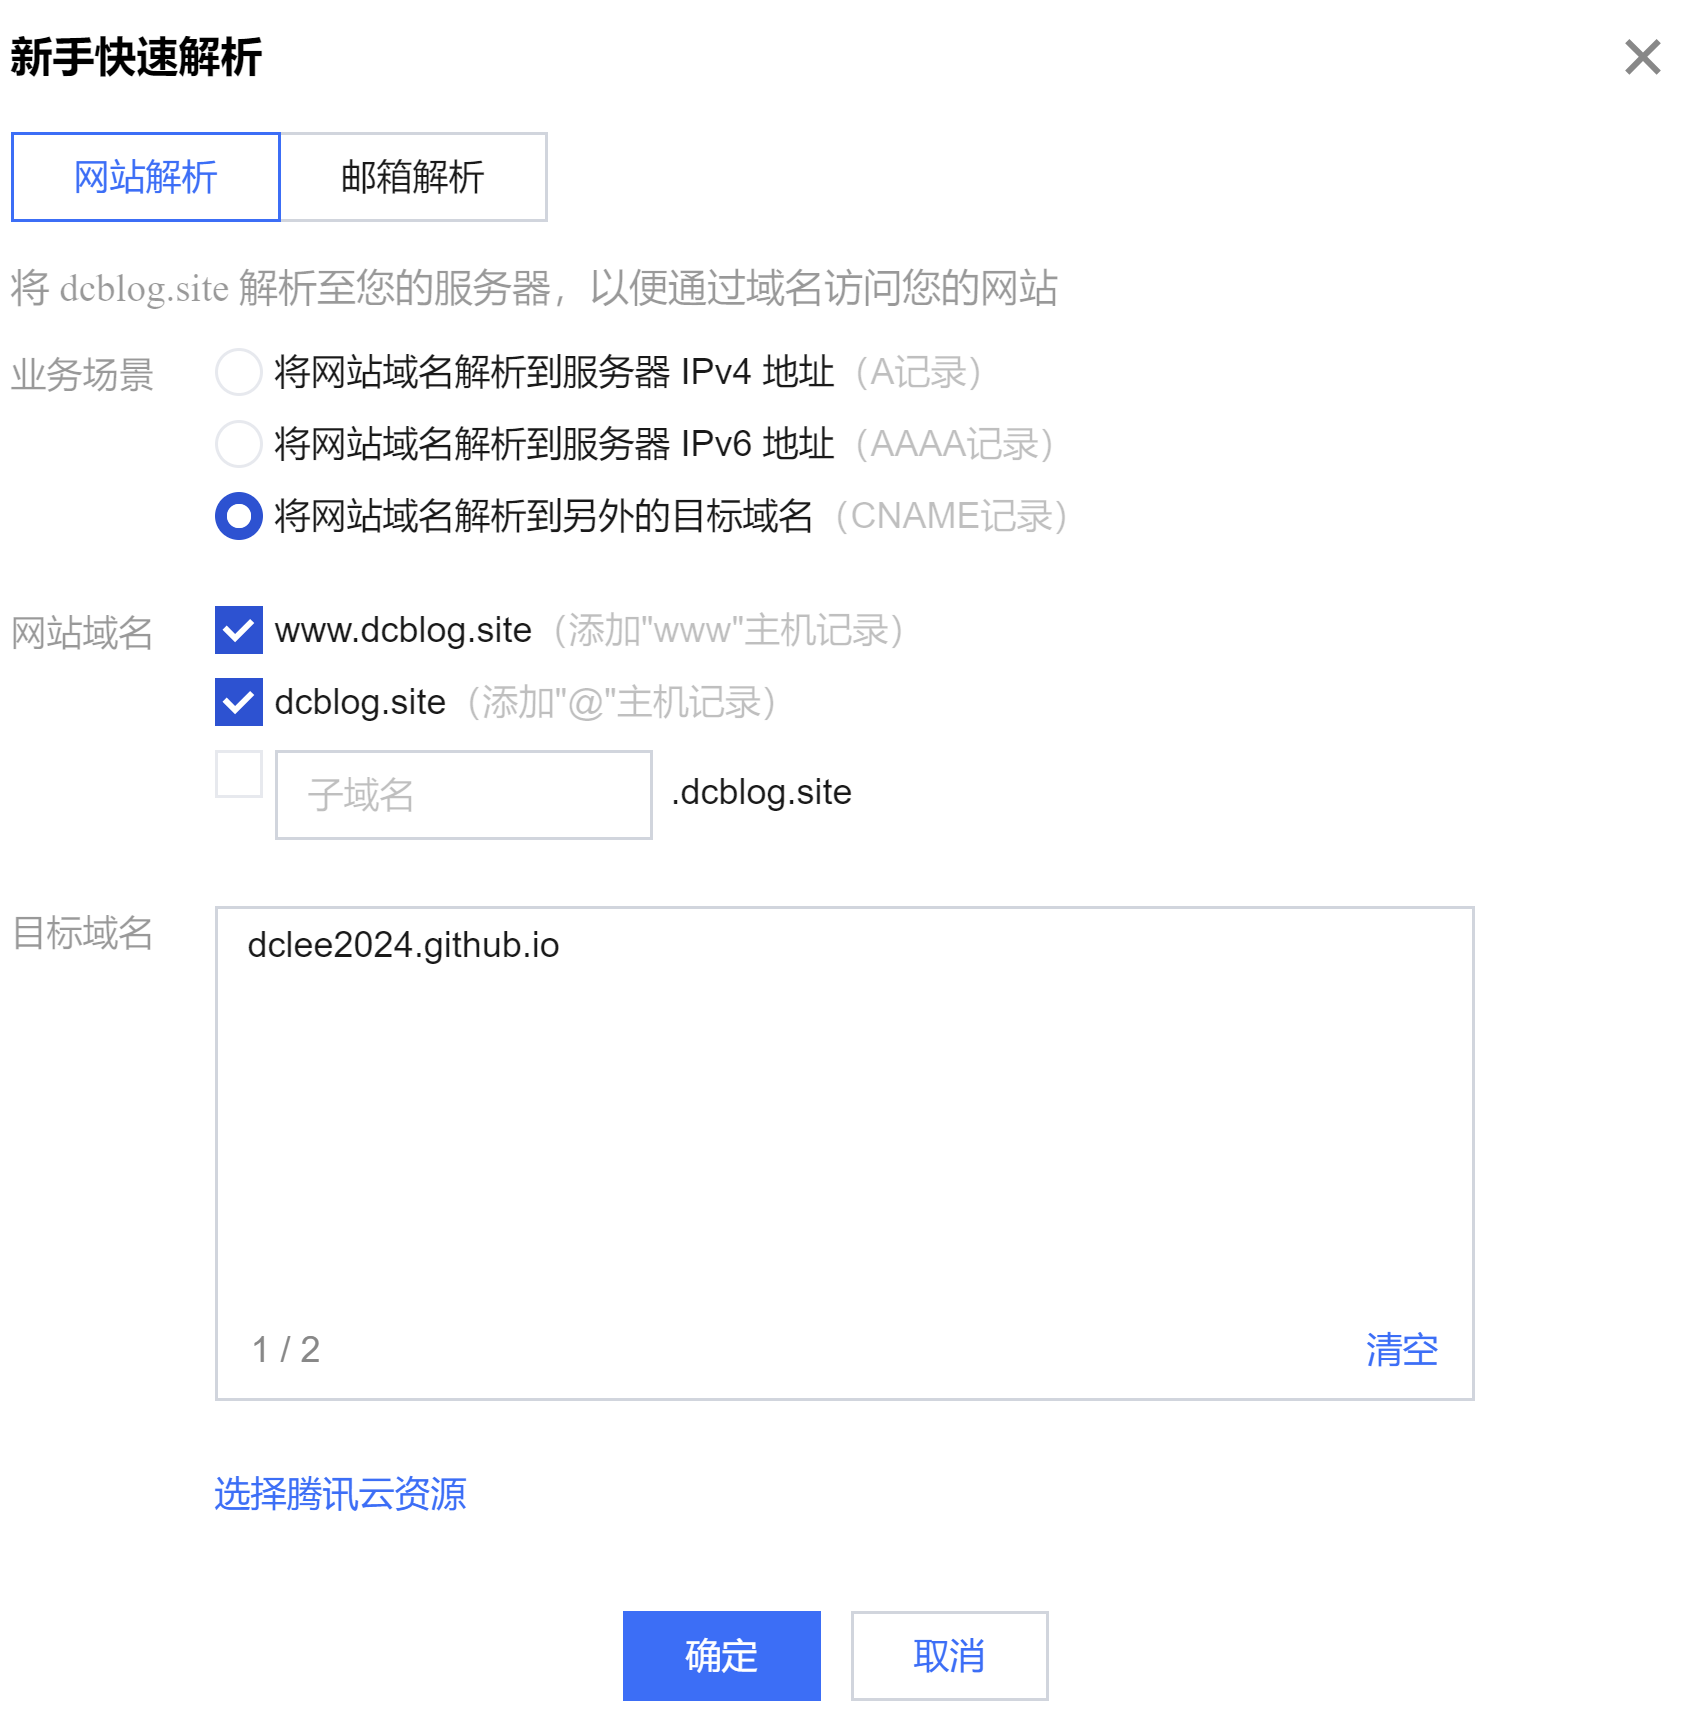 新手快速解析
网站解析
邮箱解析
将 dcblog.site 解析至您的服务器，以便通过域名访问您的网站
业务场景
将网站域名解析到服务器 IPv4 地址（A记录）
将网站域名解析到服务器 IPv6 地址（AAAA记录）
将网站域名解析到另外的目标域名（CNAME记录）
网站域名
www.dcblog.site（添加"www"主机记录）
dcblog.site（添加"@"主机记录）
子域名 .dcblog.site
目标域名
dclee2024.github.io
1 / 2
清空
选择腾讯云资源
确定
取消